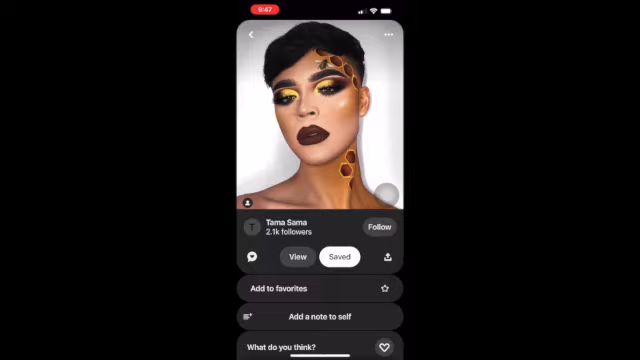 9:47
T
Tama Sama
2.1k followers
Follow
View
Saved
Add to favorites
Add a note to self
What do you think?